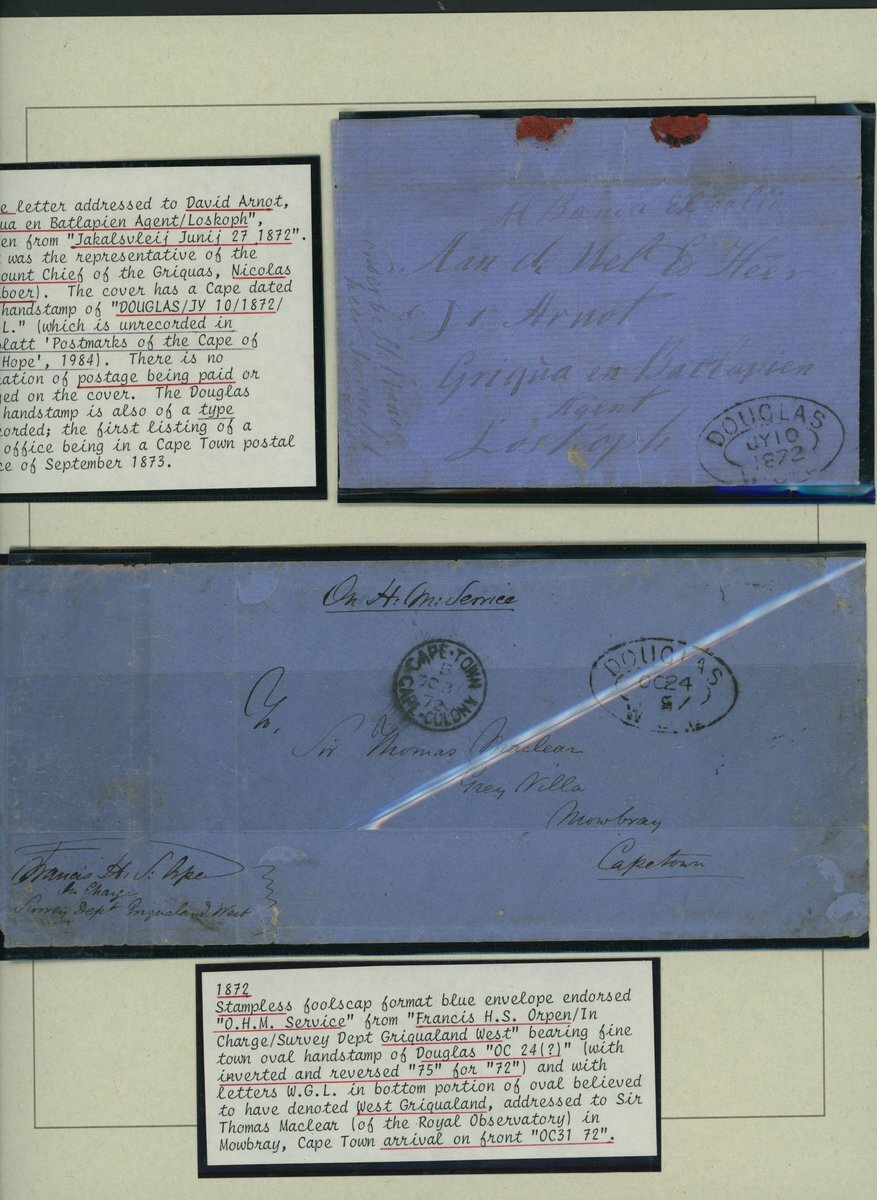 e letter addressed to David Arnot,
ua en Batlapien Agent/Loskoph",
en from "Jakalsvleij Junij 27 1872".
t was the representative of the
ount Chief of the Griquas, Nicolas
boer). The cover has a Cape dated
handstamp of "DOUGLAS/JY 10/1872/
L." (which is unrecorded in
blatt 'Postmarks of the Cape of
Hope', 1984). There is no
ation of postage being paid or
ged on the cover. The Douglas
handstamp is also of a type
orded; the first listing of a
office being in a Cape Town postal
ce of September 1873.
Aan de Wel Ed Heer
D Arnot
Griqua en Batlapien
Agent
Loskoph
DOUGLAS
JY10
1872
On H: M: Service
CAPE-TOWN
OC31
72
CAPE-COLONY
DOUGLAS
OC24
To,
Sir Thomas Maclear
Grey Villa
Mowbray
Capetown
Francis H. S. Orpen
In Charge
Survey Dept Griqualand West
1872
Stampless foolscap format blue envelope endorsed
"O.H.M. Service" from "Francis H.S. Orpen/In
Charge/Survey Dept Griqualand West" bearing fine
town oval handstamp of Douglas "OC 24(?)" (with
inverted and reversed "75" for "72") and with
letters W.G.L. in bottom portion of oval believed
to have denoted West Griqualand, addressed to Sir
Thomas Maclear (of the Royal Observatory) in
Mowbray, Cape Town arrival on front "OC31 72".